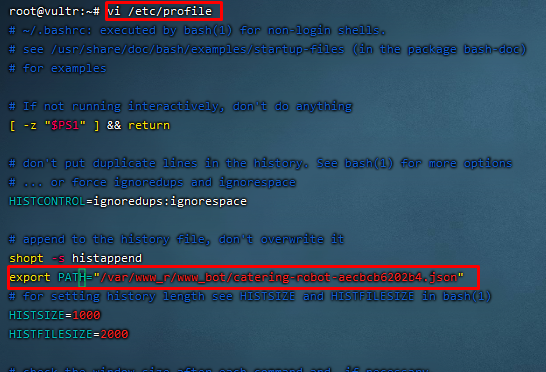 root@vultr:~# vi /etc/profile
# ~/.bashrc: executed by bash(1) for non-login shells.
# see /usr/share/doc/bash/examples/startup-files (in the package bash-doc)
# for examples
# If not running interactively, don't do anything
[ -z "$PS1" ] && return
# don't put duplicate lines in the history. See bash(1) for more options
# ... or force ignoredups and ignorespace
HISTCONTROL=ignoredups:ignorespace
# append to the history file, don't overwrite it
shopt -s histappend
export PATH="/var/www_r/www_bot/catering-robot-aecbcb6202b4.json"
# for setting history length see HISTSIZE and HISTFILESIZE in bash(1)
HISTSIZE=1000
HISTFILESIZE=2000
# check the window size after each command and, if necessary,